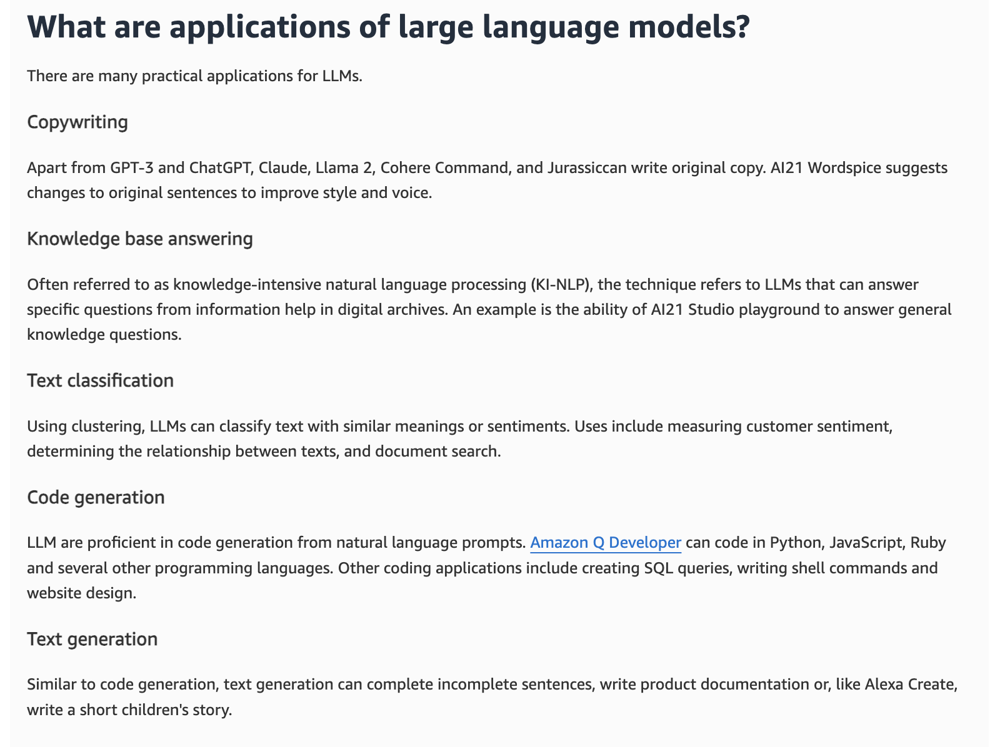 What are applications of large language models?
There are many practical applications for LLMs.
Copywriting
Apart from GPT-3 and ChatGPT, Claude, Llama 2, Cohere Command, and Jurassiccan write original copy. AI21 Wordspice suggests
changes to original sentences to improve style and voice.
Knowledge base answering
Often referred to as knowledge-intensive natural language processing (KI-NLP), the technique refers to LLMs that can answer
specific questions from information help in digital archives. An example is the ability of AI21 Studio playground to answer general
knowledge questions.
Text classification
Using clustering, LLMs can classify text with similar meanings or sentiments. Uses include measuring customer sentiment,
determining the relationship between texts, and document search.
Code generation
LLM are proficient in code generation from natural language prompts. Amazon Q Developer can code in Python, JavaScript, Ruby
and several other programming languages. Other coding applications include creating SQL queries, writing shell commands and
website design.
Text generation
Similar to code generation, text generation can complete incomplete sentences, write product documentation or, like Alexa Create,
write a short children's story.